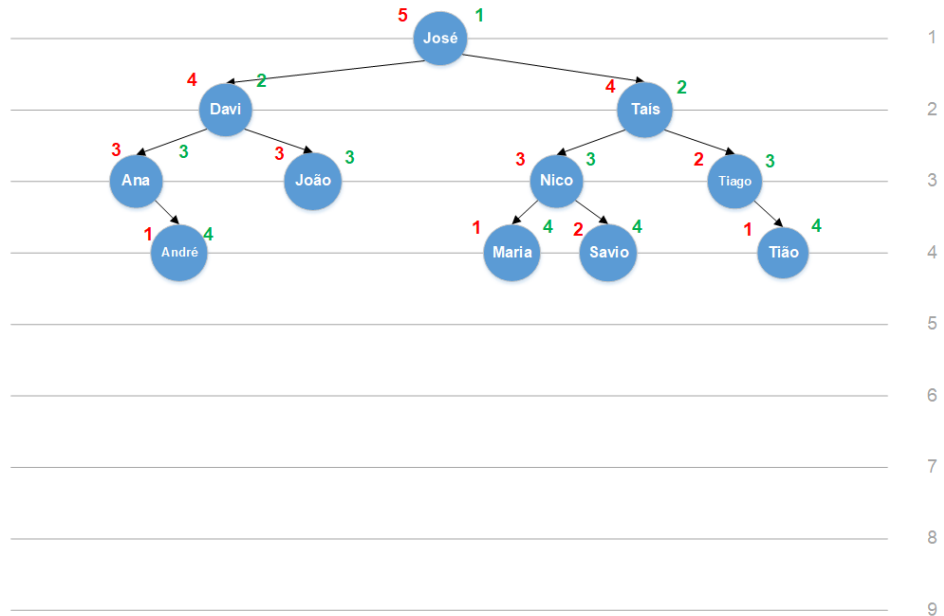 5 José 1 1
4 Davi 2 4 Taís 2 2
3 Ana 3 3 João 3 3 Nico 3 2 Tiago 3 3
1 André 4 1 Maria 4 2 Savio 4 1 Tião 4 4
5
6
7
8
9